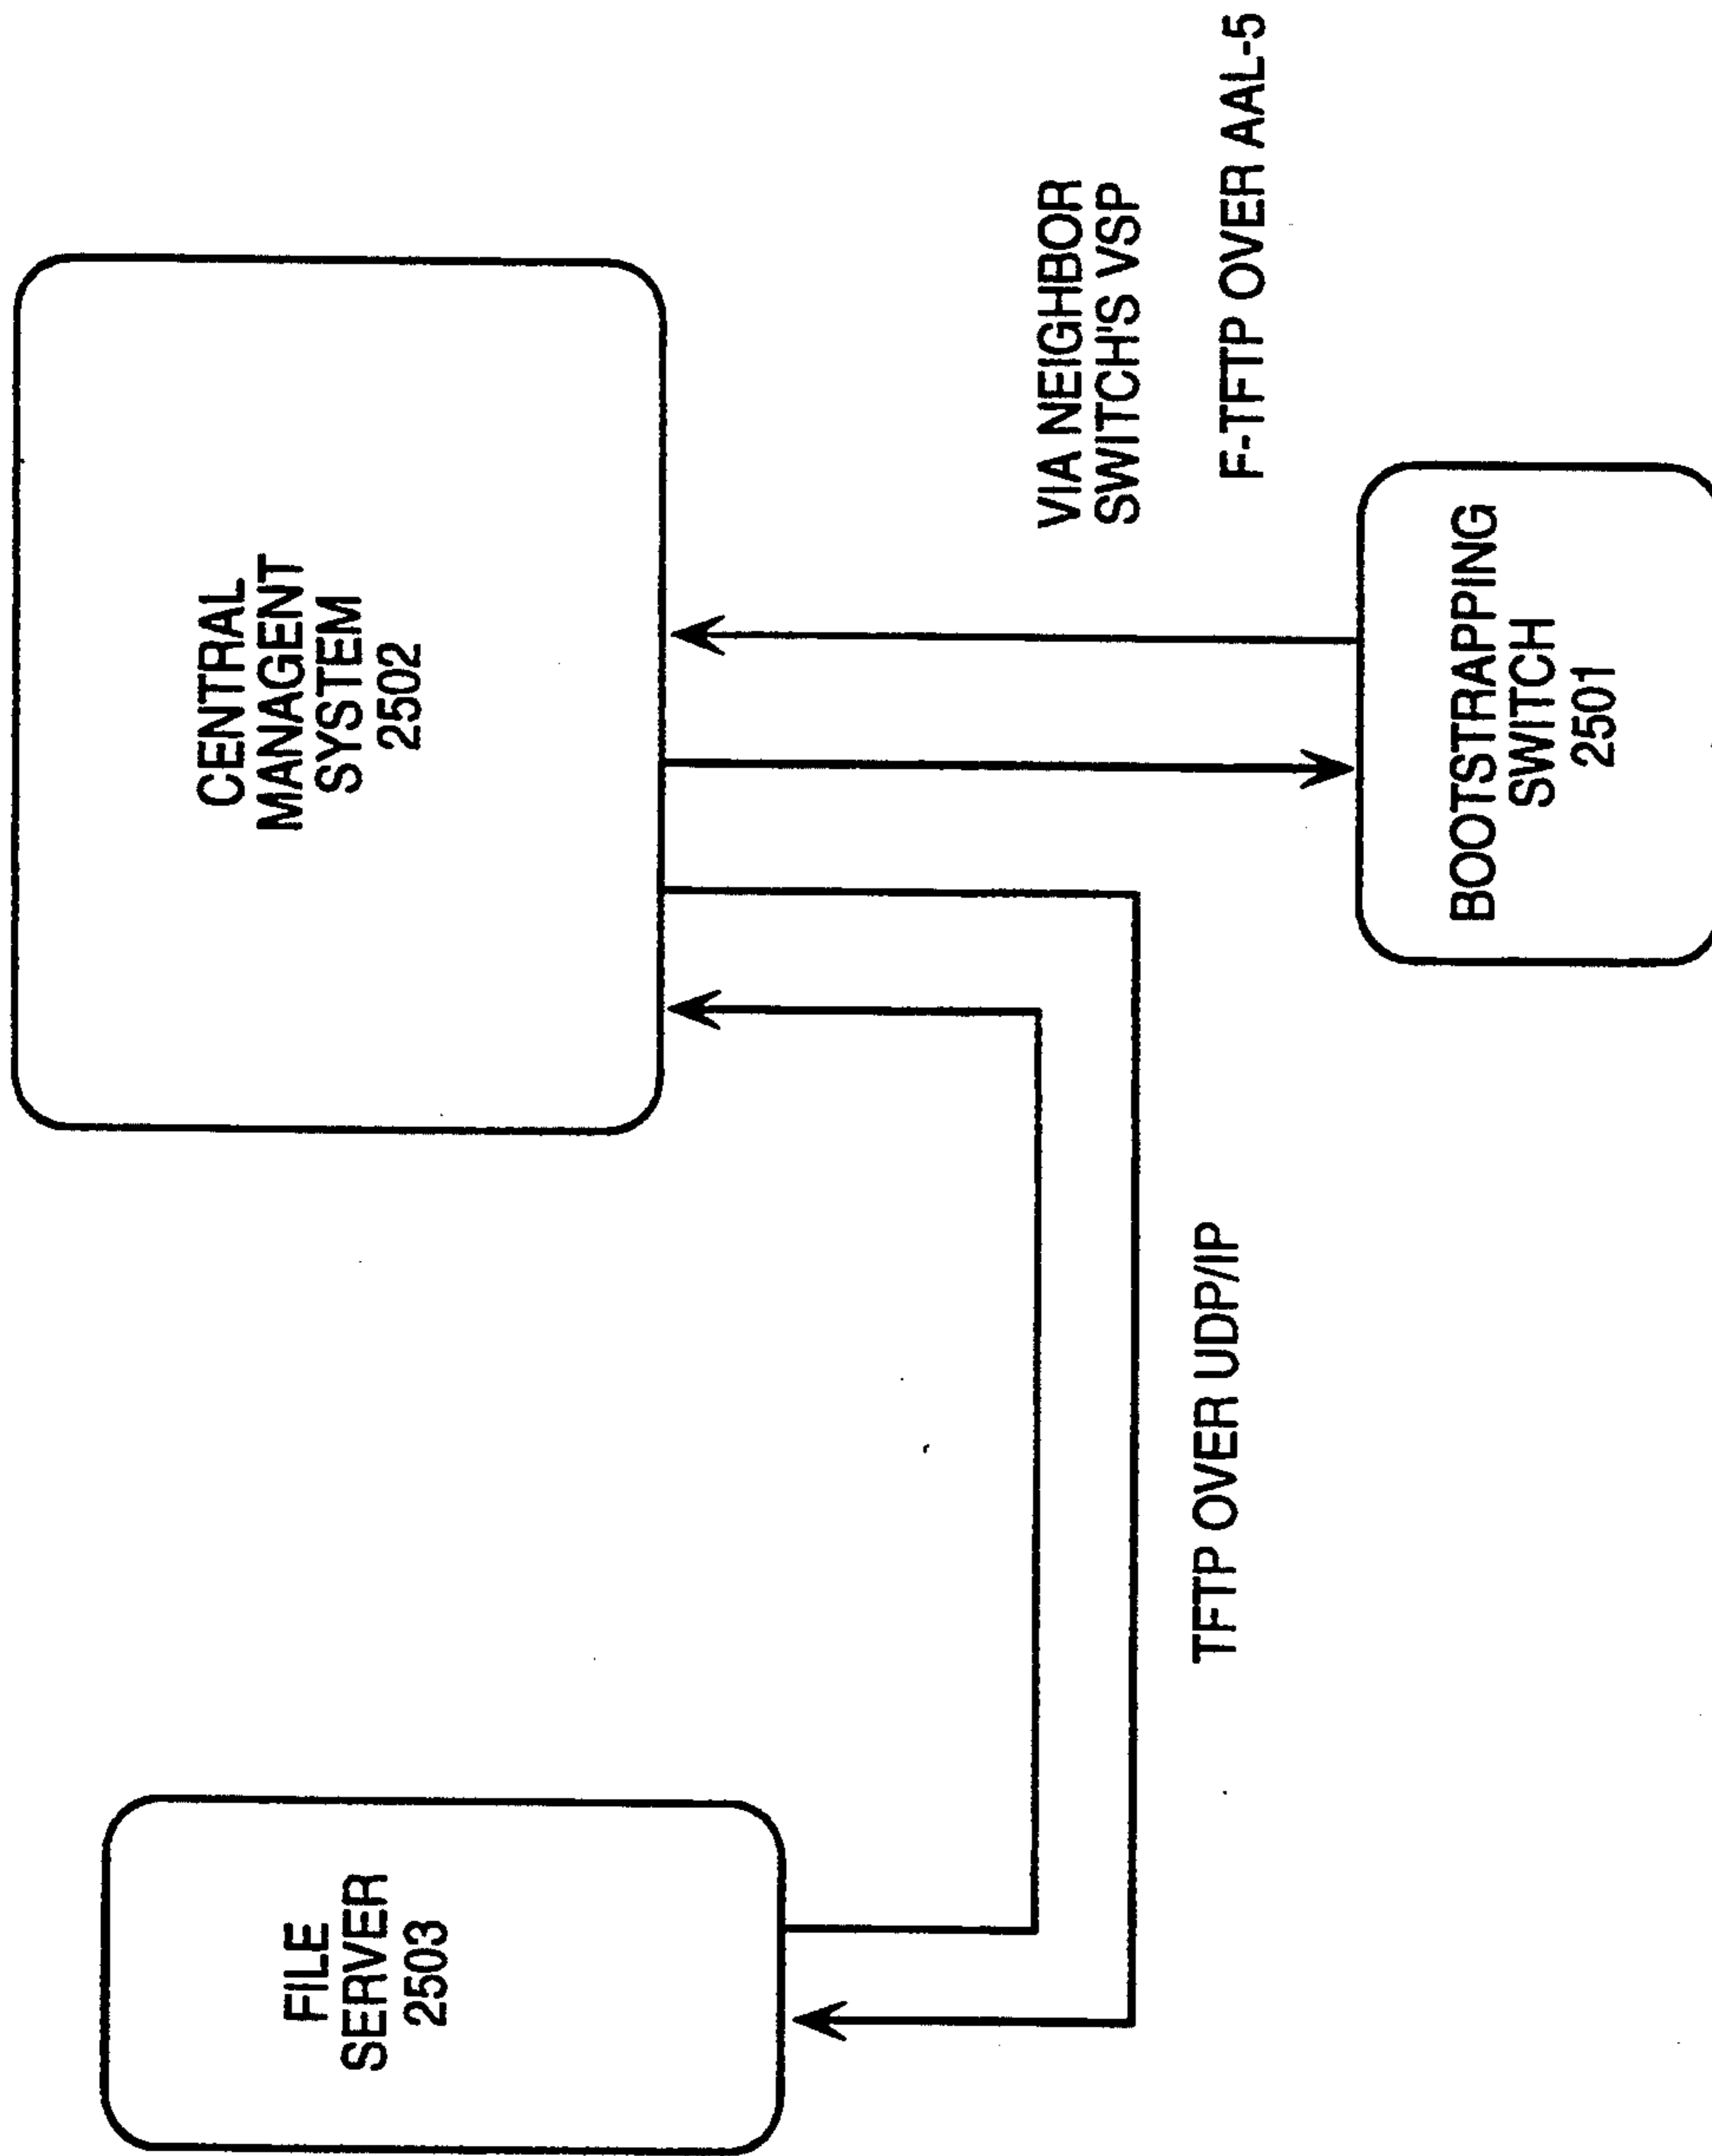 FILE
SERVER
2503
CENTRAL
MANAGENT
SYSTEM
2502
TFTP OVER UDP/IP
VIA NEIGHBOR
SWITCH'S VSP
F-TFTP OVER AAL-5
BOOTSTRAPPING
SWITCH
2501